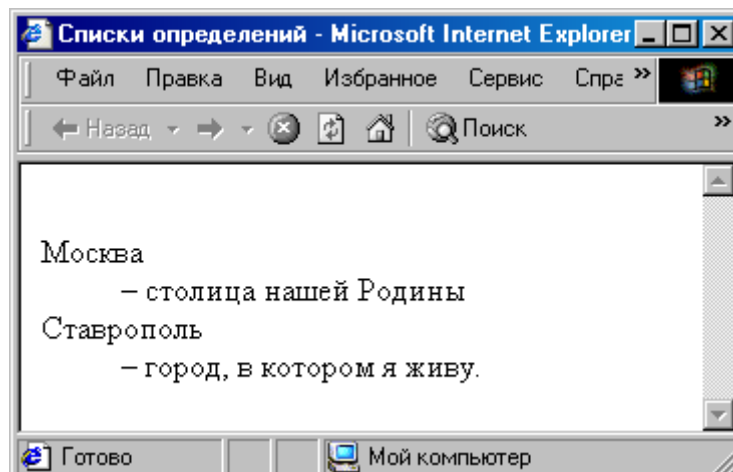 Списки определений - Microsoft Internet Explorer
Файл Правка Вид Избранное Сервис Спра »
Назад Поиск »
Москва
– столица нашей Родины
Ставрополь
– город, в котором я живу.
Готово Мой компьютер